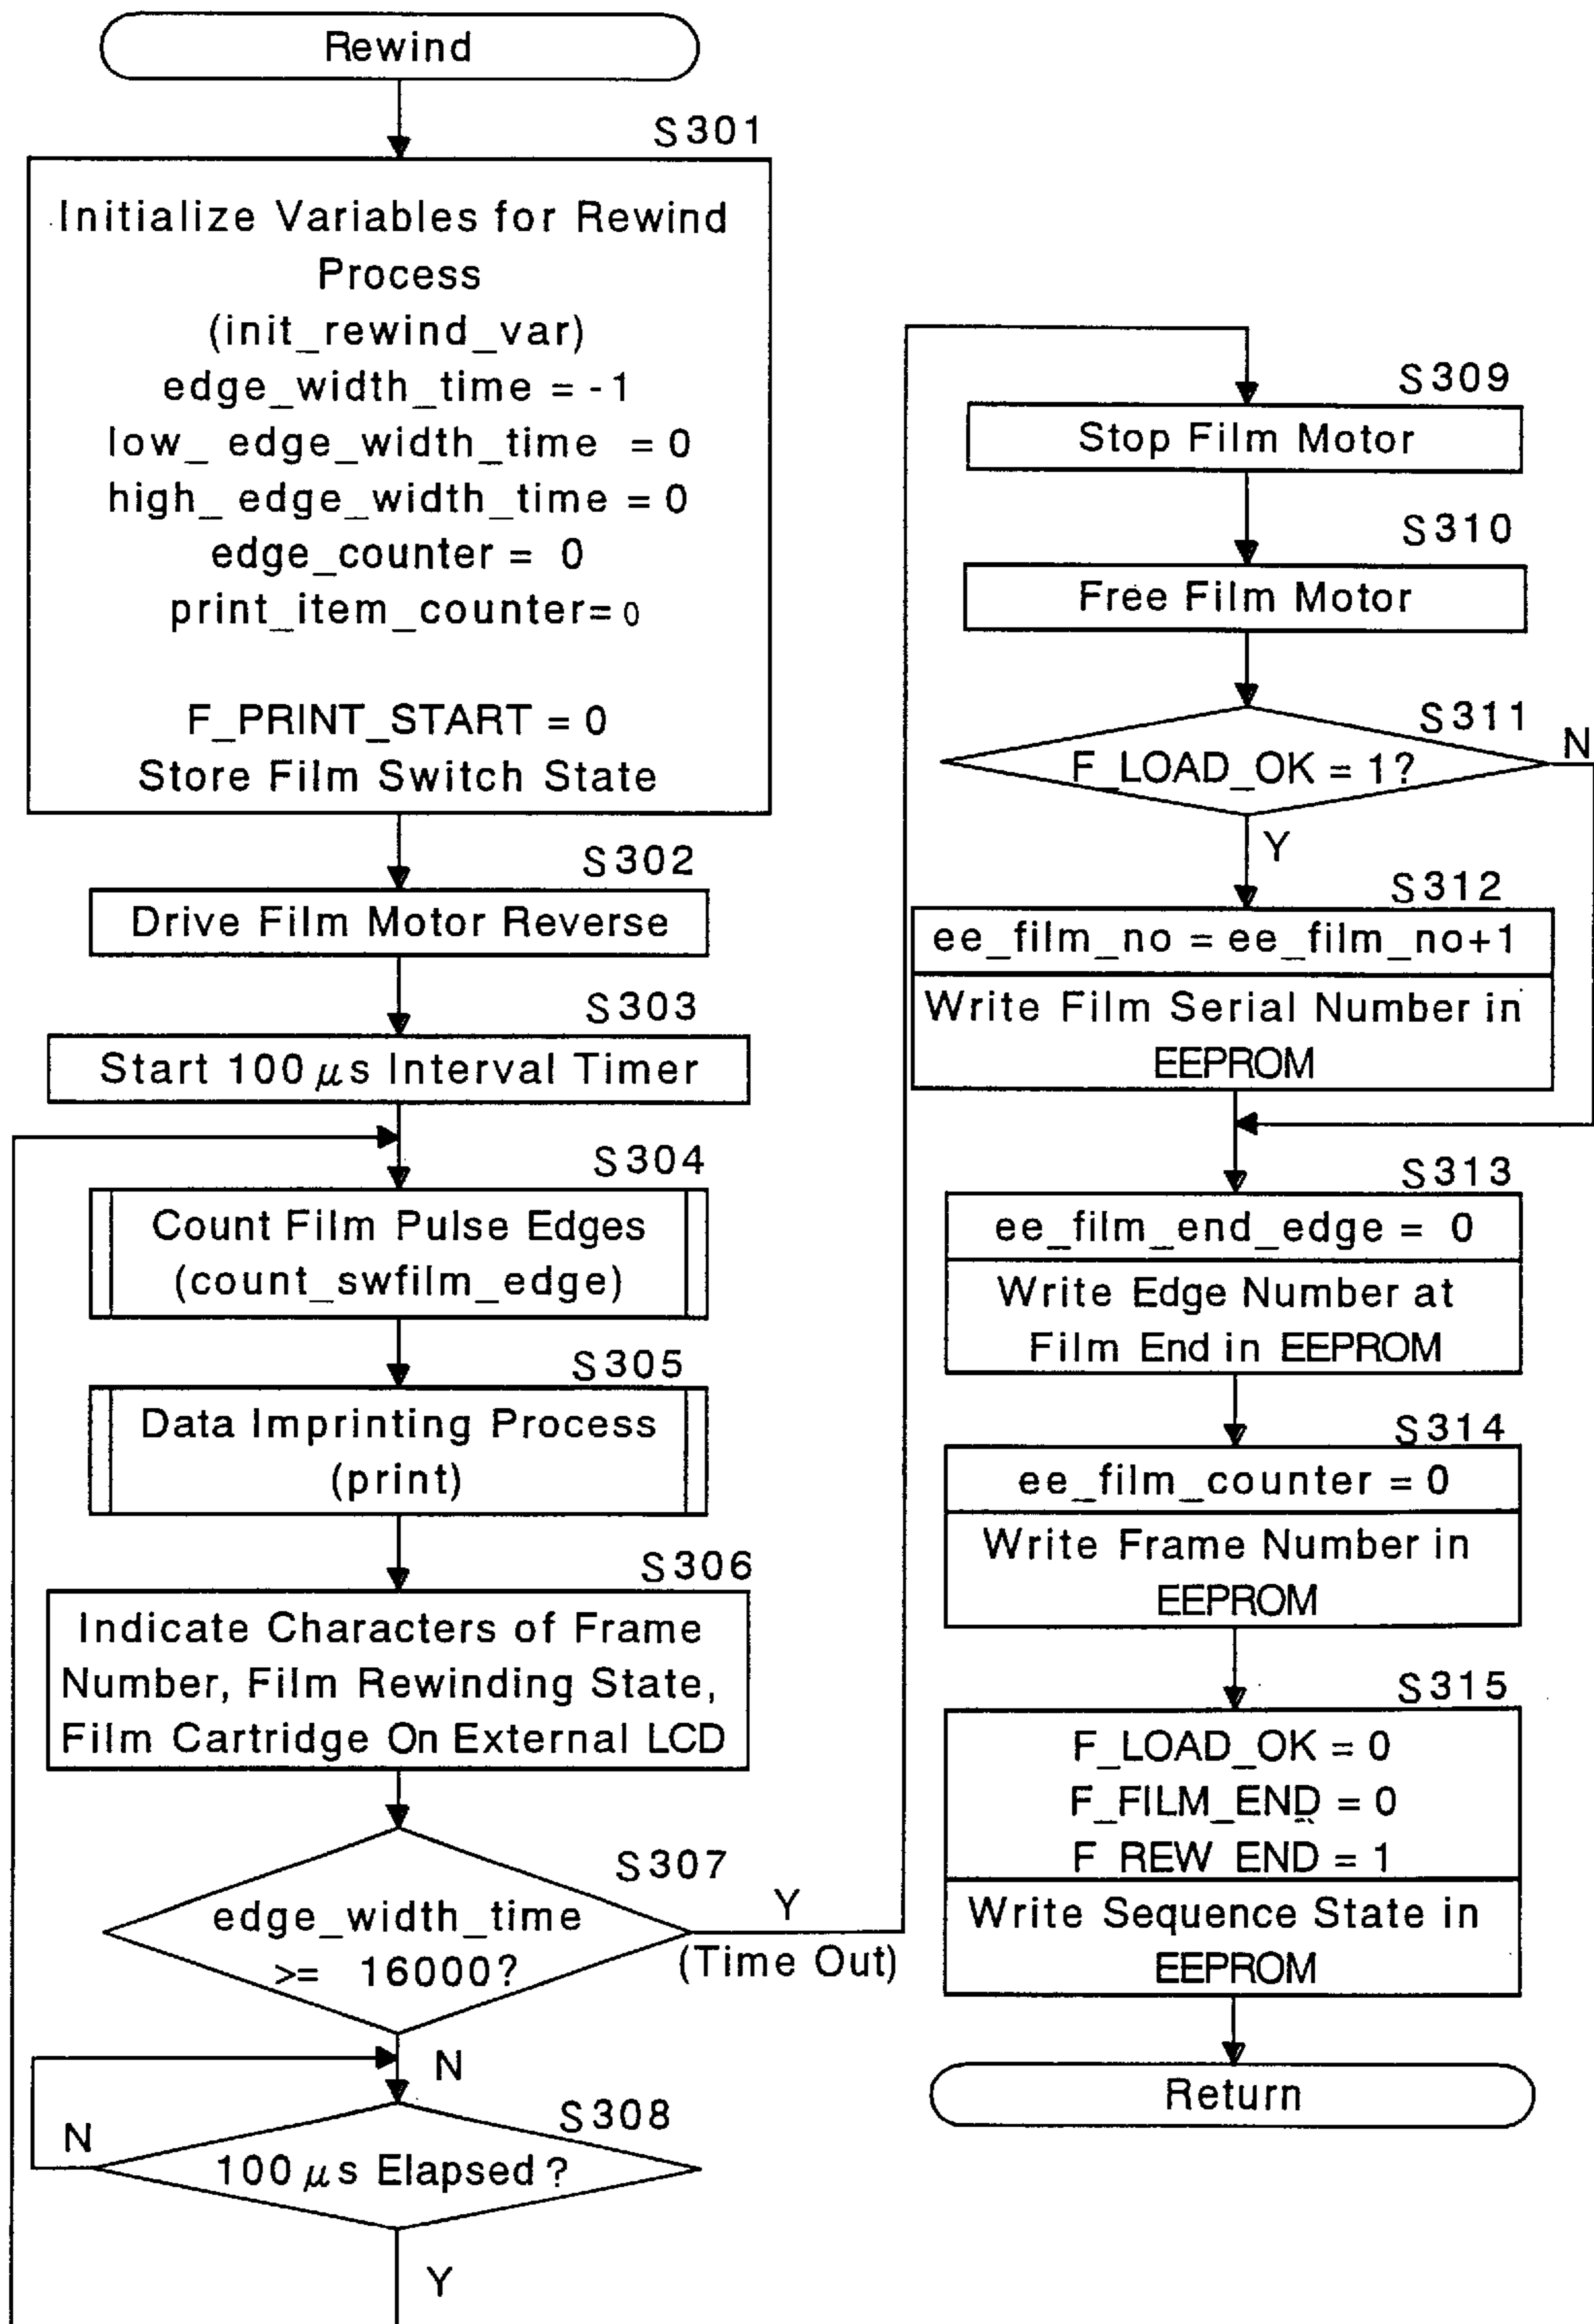 Rewind
S301
Initialize Variables for Rewind
Process
(init_rewind_var)
edge_width_time = -1
low_ edge_width_time = 0
high_ edge_width_time = 0
edge_counter = 0
print_item_counter= 0
F_PRINT_START = 0
Store Film Switch State
S302
Drive Film Motor Reverse
S303
Start 100 μs Interval Timer
S304
Count Film Pulse Edges
(count_swfilm_edge)
S305
Data Imprinting Process
(print)
S306
Indicate Characters of Frame
Number, Film Rewinding State,
Film Cartridge On External LCD
S307
edge_width_time
>= 16000?
Y
(Time Out)
N
S308
100 μs Elapsed ?
N
Y
S309
Stop Film Motor
S310
Free Film Motor
S311
F_LOAD_OK = 1?
N
Y
S312
ee_film_no = ee_film_no+1
Write Film Serial Number in
EEPROM
S313
ee_film_end_edge = 0
Write Edge Number at
Film End in EEPROM
S314
ee_film_counter = 0
Write Frame Number in
EEPROM
S315
F_LOAD_OK = 0
F_FILM_END = 0
F_REW_END = 1
Write Sequence State in
EEPROM
Return